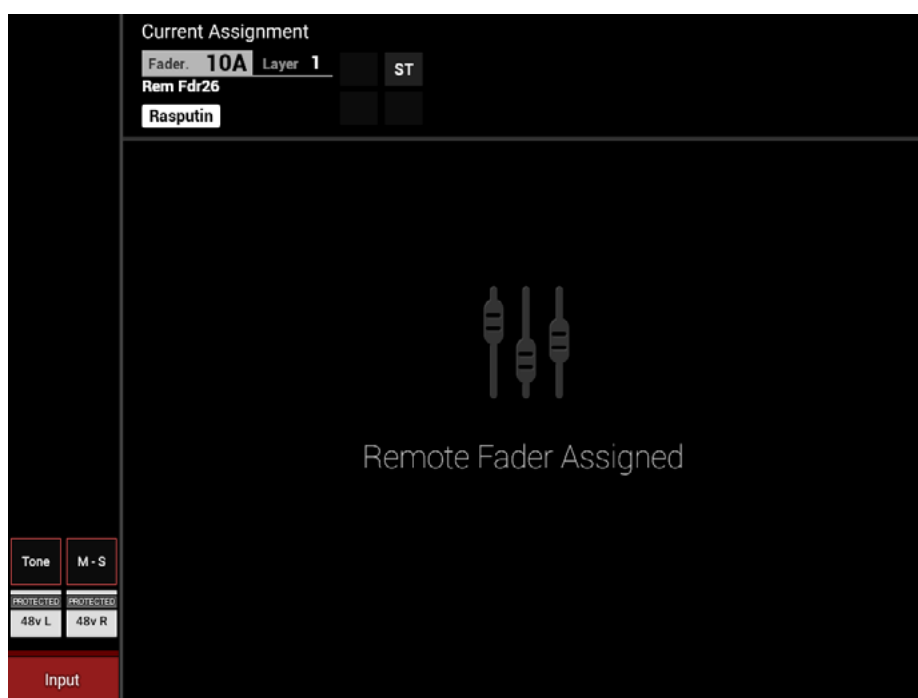 Current Assignment
Fader. 10A Layer 1
ST
Rem Fdr26
Rasputin
Remote Fader Assigned
Tone M - S
PROTECTED PROTECTED
48v L 48v R
Input